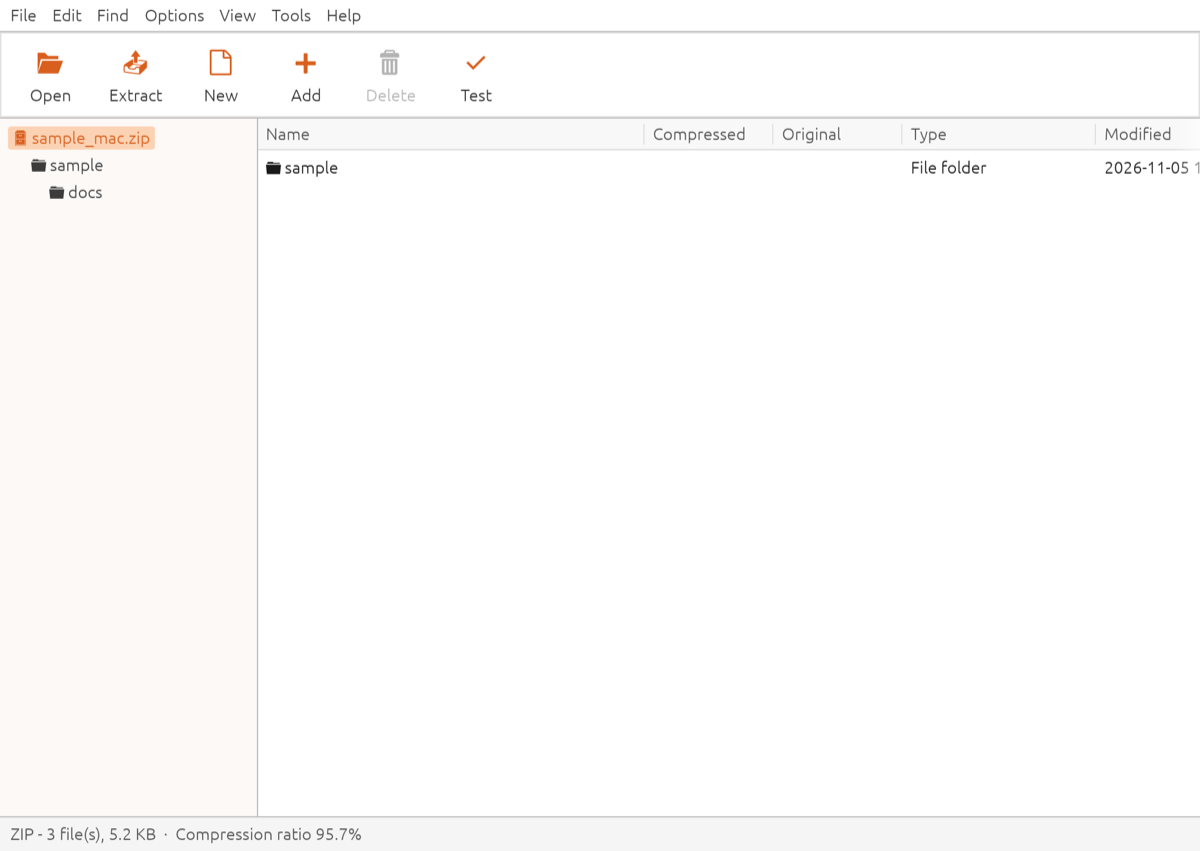 File Edit Find Options View Tools Help
Open Extract New Add Delete Test
sample_mac.zip
sample
docs
Name Compressed Original Type Modified
sample File folder 2026-11-05 1
ZIP - 3 file(s), 5.2 KB · Compression ratio 95.7%